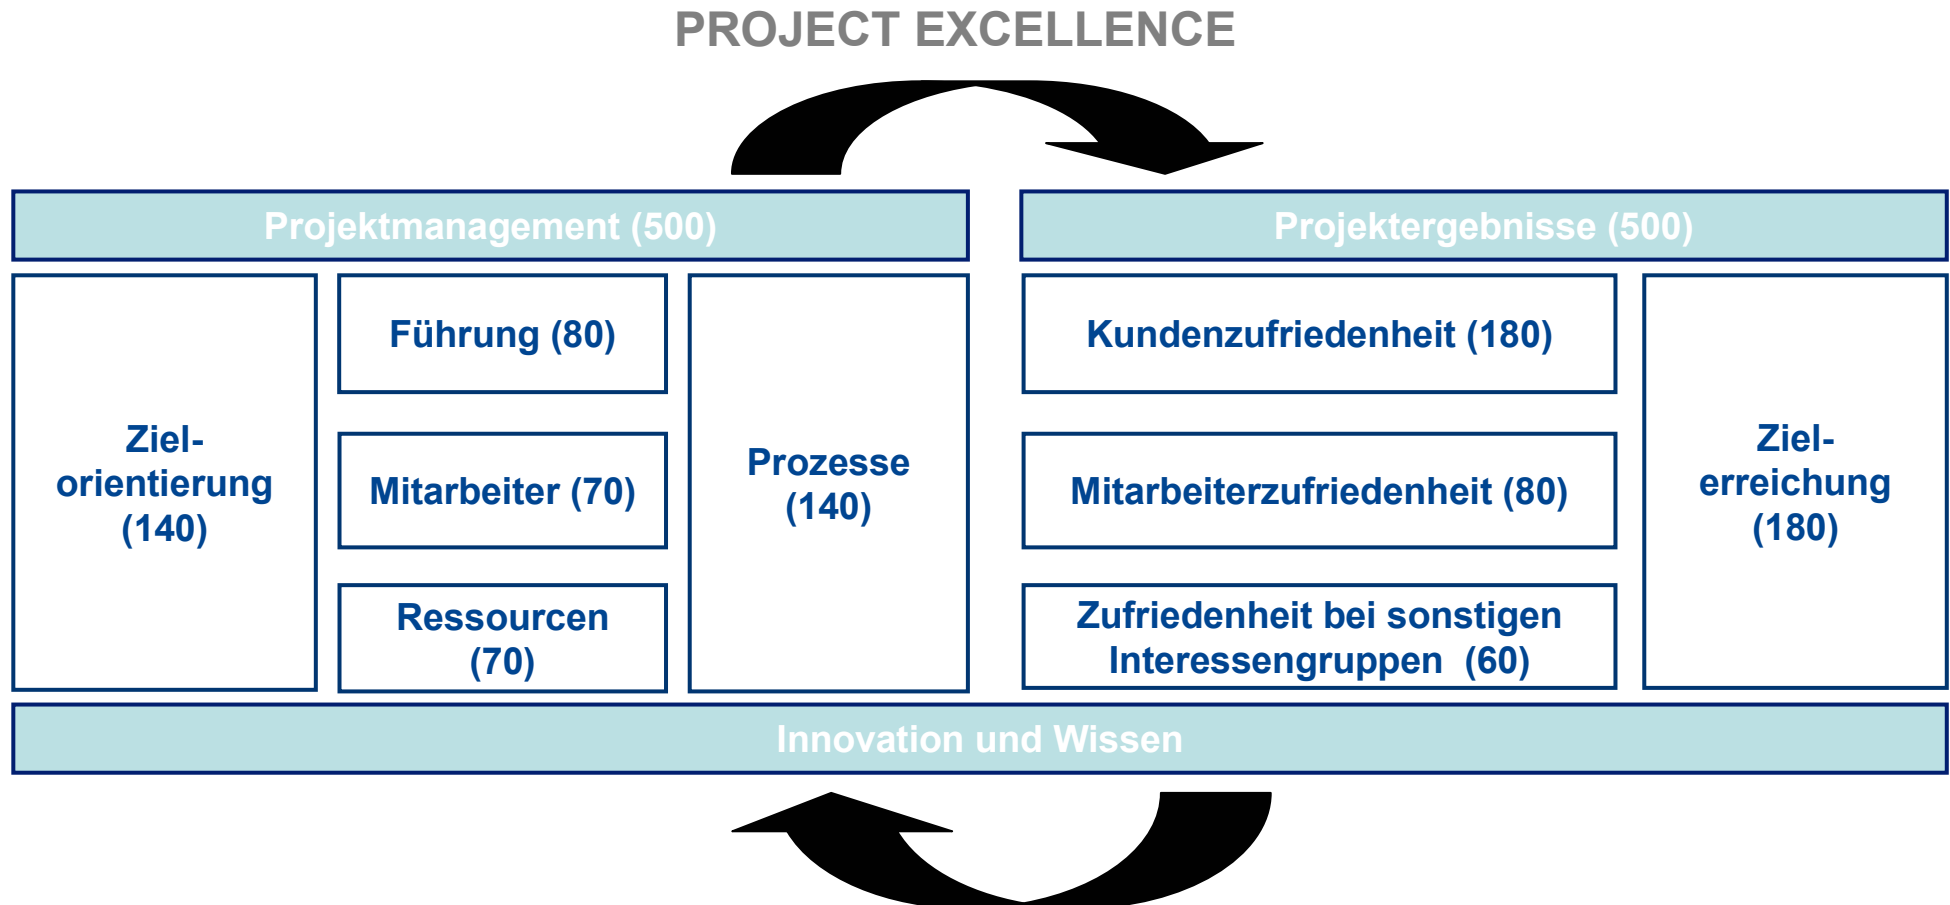 PROJECT EXCELLENCE
Projektmanagement (500)
Projektergebnisse (500)
Ziel-
orientierung
(140)
Führung (80)
Mitarbeiter (70)
Ressourcen
(70)
Prozesse
(140)
Kundenzufriedenheit (180)
Mitarbeiterzufriedenheit (80)
Zufriedenheit bei sonstigen
Interessengruppen (60)
Ziel-
erreichung
(180)
Innovation und Wissen